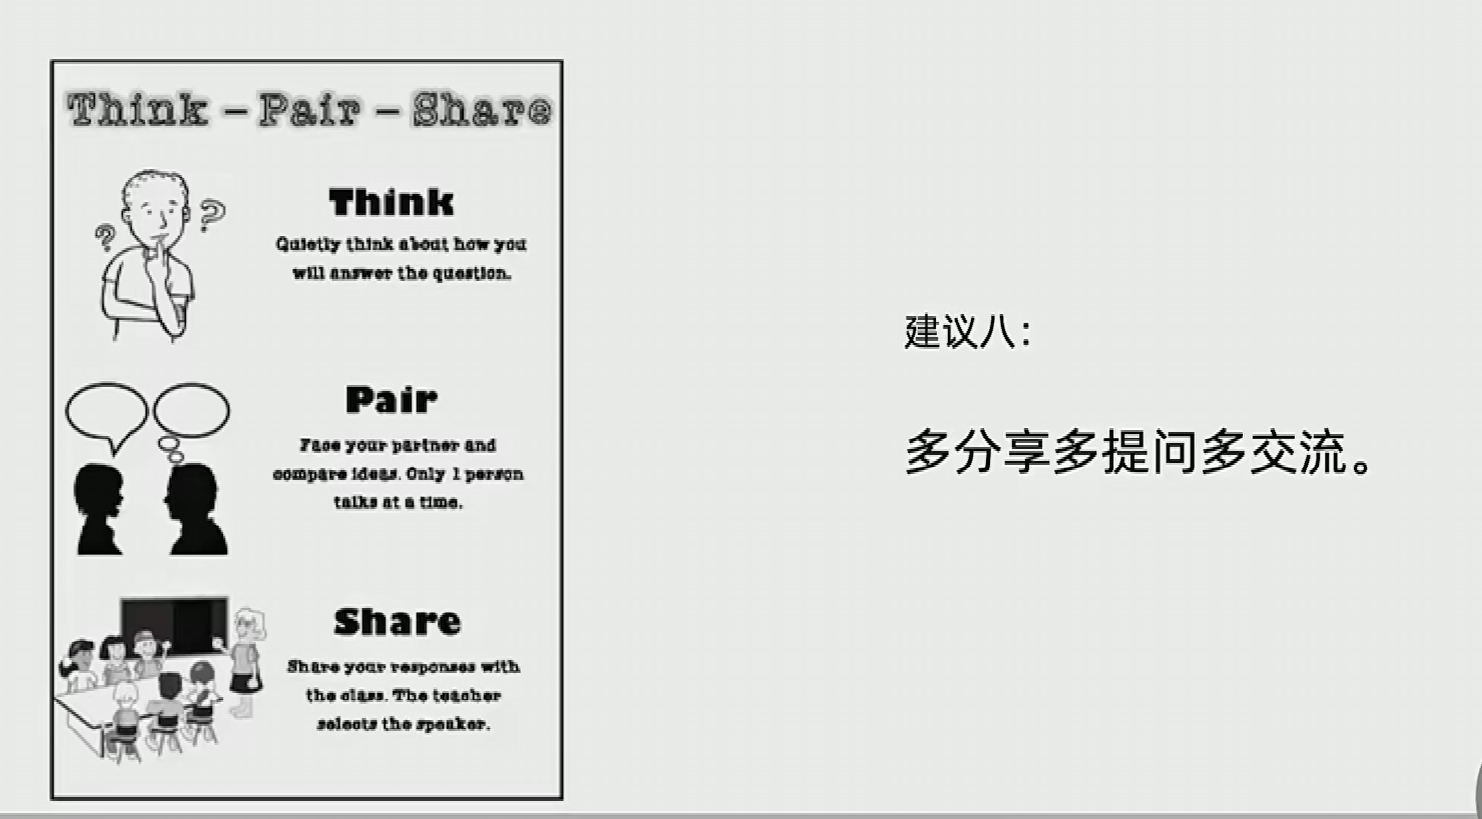 Think – Pair – Share
?
?
Think
Quietly think about how you
will answer the question.
Pair
Face your partner and
compare ideas. Only 1 person
talks at a time.
Share
Share your responses with
the class. The teacher
selects the speaker.
建议八：
多分享多提问多交流。